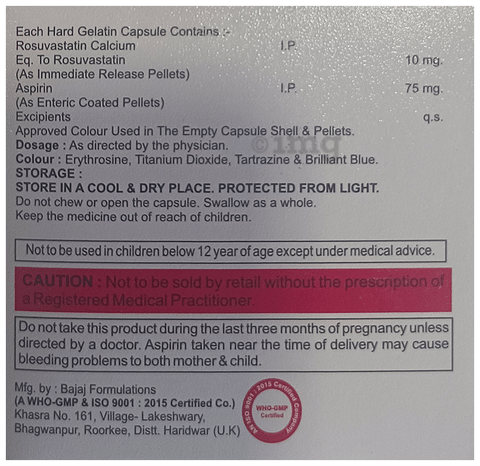 Each Hard Gelatin Capsule Contains :-
Rosuvastatin Calcium I.P.
Eq. To Rosuvastatin 10 mg.
(As Immediate Release Pellets)
Aspirin I.P. 75 mg.
(As Enteric Coated Pellets)
Excipients q.s.
Approved Colour Used in The Empty Capsule Shell & Pellets.
Dosage : As directed by the physician.
Colour : Erythrosine, Titanium Dioxide, Tartrazine & Brilliant Blue.
STORAGE :
STORE IN A COOL & DRY PLACE. PROTECTED FROM LIGHT.
Do not chew or open the capsule. Swallow as a whole.
Keep the medicine out of reach of children.
©1mg
Not to be used in children below 12 year of age except under medical advice.
CAUTION : Not to be sold by retail without the prescription of
a Registered Medical Practitioner.
Do not take this product during the last three months of pregnancy unless
directed by a doctor. Aspirin taken near the time of delivery may cause
bleeding problems to both mother & child.
Mfg. by : Bajaj Formulations
(A WHO-GMP & ISO 9001 : 2015 Certified Co.)
Khasra No. 161, Village- Lakeshwary,
Bhagwanpur, Roorkee, Distt. Haridwar (U.K)
AN ISO 9001 : 2015 Certified Company
WHO-GMP
Certified